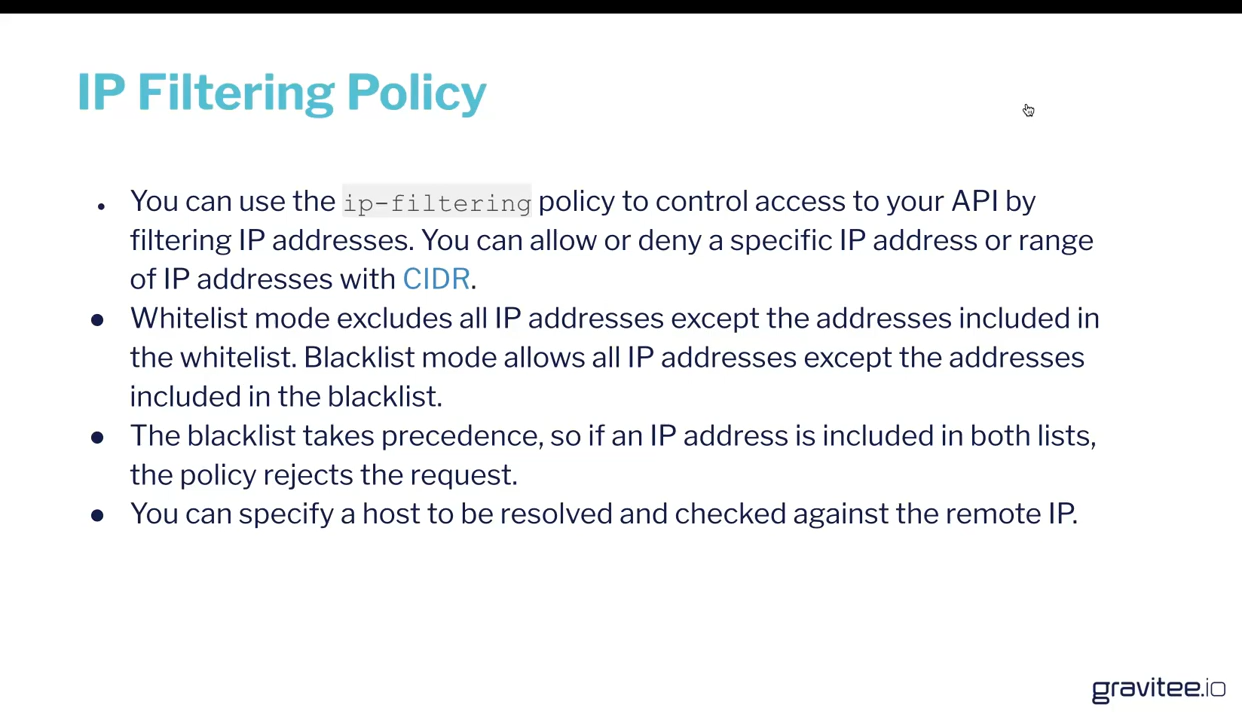 IP Filtering Policy
. You can use the ip-filtering policy to control access to your API by
filtering IP addresses. You can allow or deny a specific IP address or range
of IP addresses with CIDR.
● Whitelist mode excludes all IP addresses except the addresses included in
the whitelist. Blacklist mode allows all IP addresses except the addresses
included in the blacklist.
● The blacklist takes precedence, so if an IP address is included in both lists,
the policy rejects the request.
● You can specify a host to be resolved and checked against the remote IP.
gravitee.io